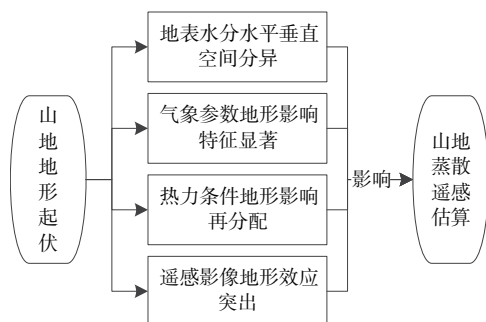 地表水分水平垂直
空间分异
山
地
地
形
起
伏
气象参数地形影响
特征显著
热力条件地形影响
再分配
遥感影像地形效应
突出
影响
山地
蒸散
遥感
估算